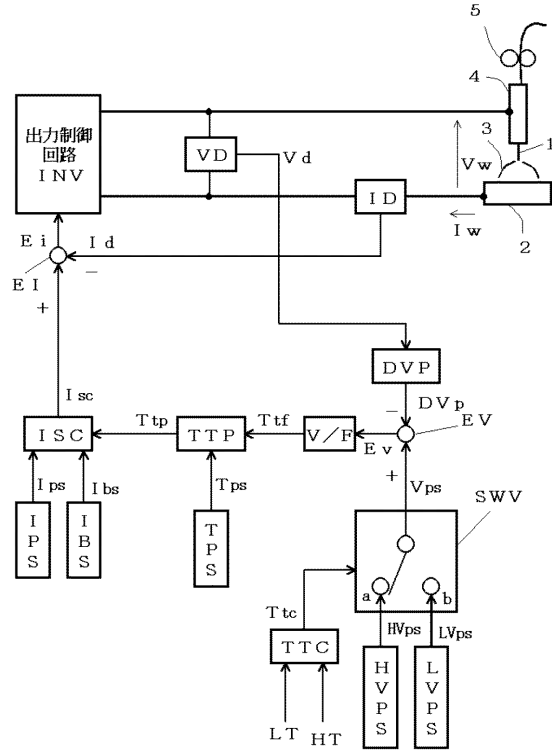 5
4
出力制御
回路
INV
VD
Vd
3
1
Vw
ID
Iw
2
Ei
Id
EI
−
+
DVP
Isc
−
DVp
Ttp
Ttf
EV
ISC
TTP
V/F
Ev
+
Vps
Ips
Ibs
Tps
SWV
IPS
IBS
TPS
a
b
Ttc
HVps
LVps
TTC
HVPS
LVPS
LT
HT